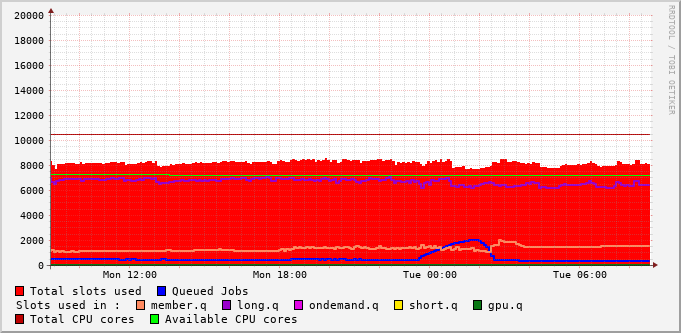 RRDTOOL / TOBI OETIKER
20000
18000
16000
14000
12000
10000
8000
6000
4000
2000
0
Mon 12:00 Mon 18:00 Tue 00:00 Tue 06:00
Total slots used Queued Jobs
Slots used in : member.q long.q ondemand.q short.q gpu.q
Total CPU cores Available CPU cores